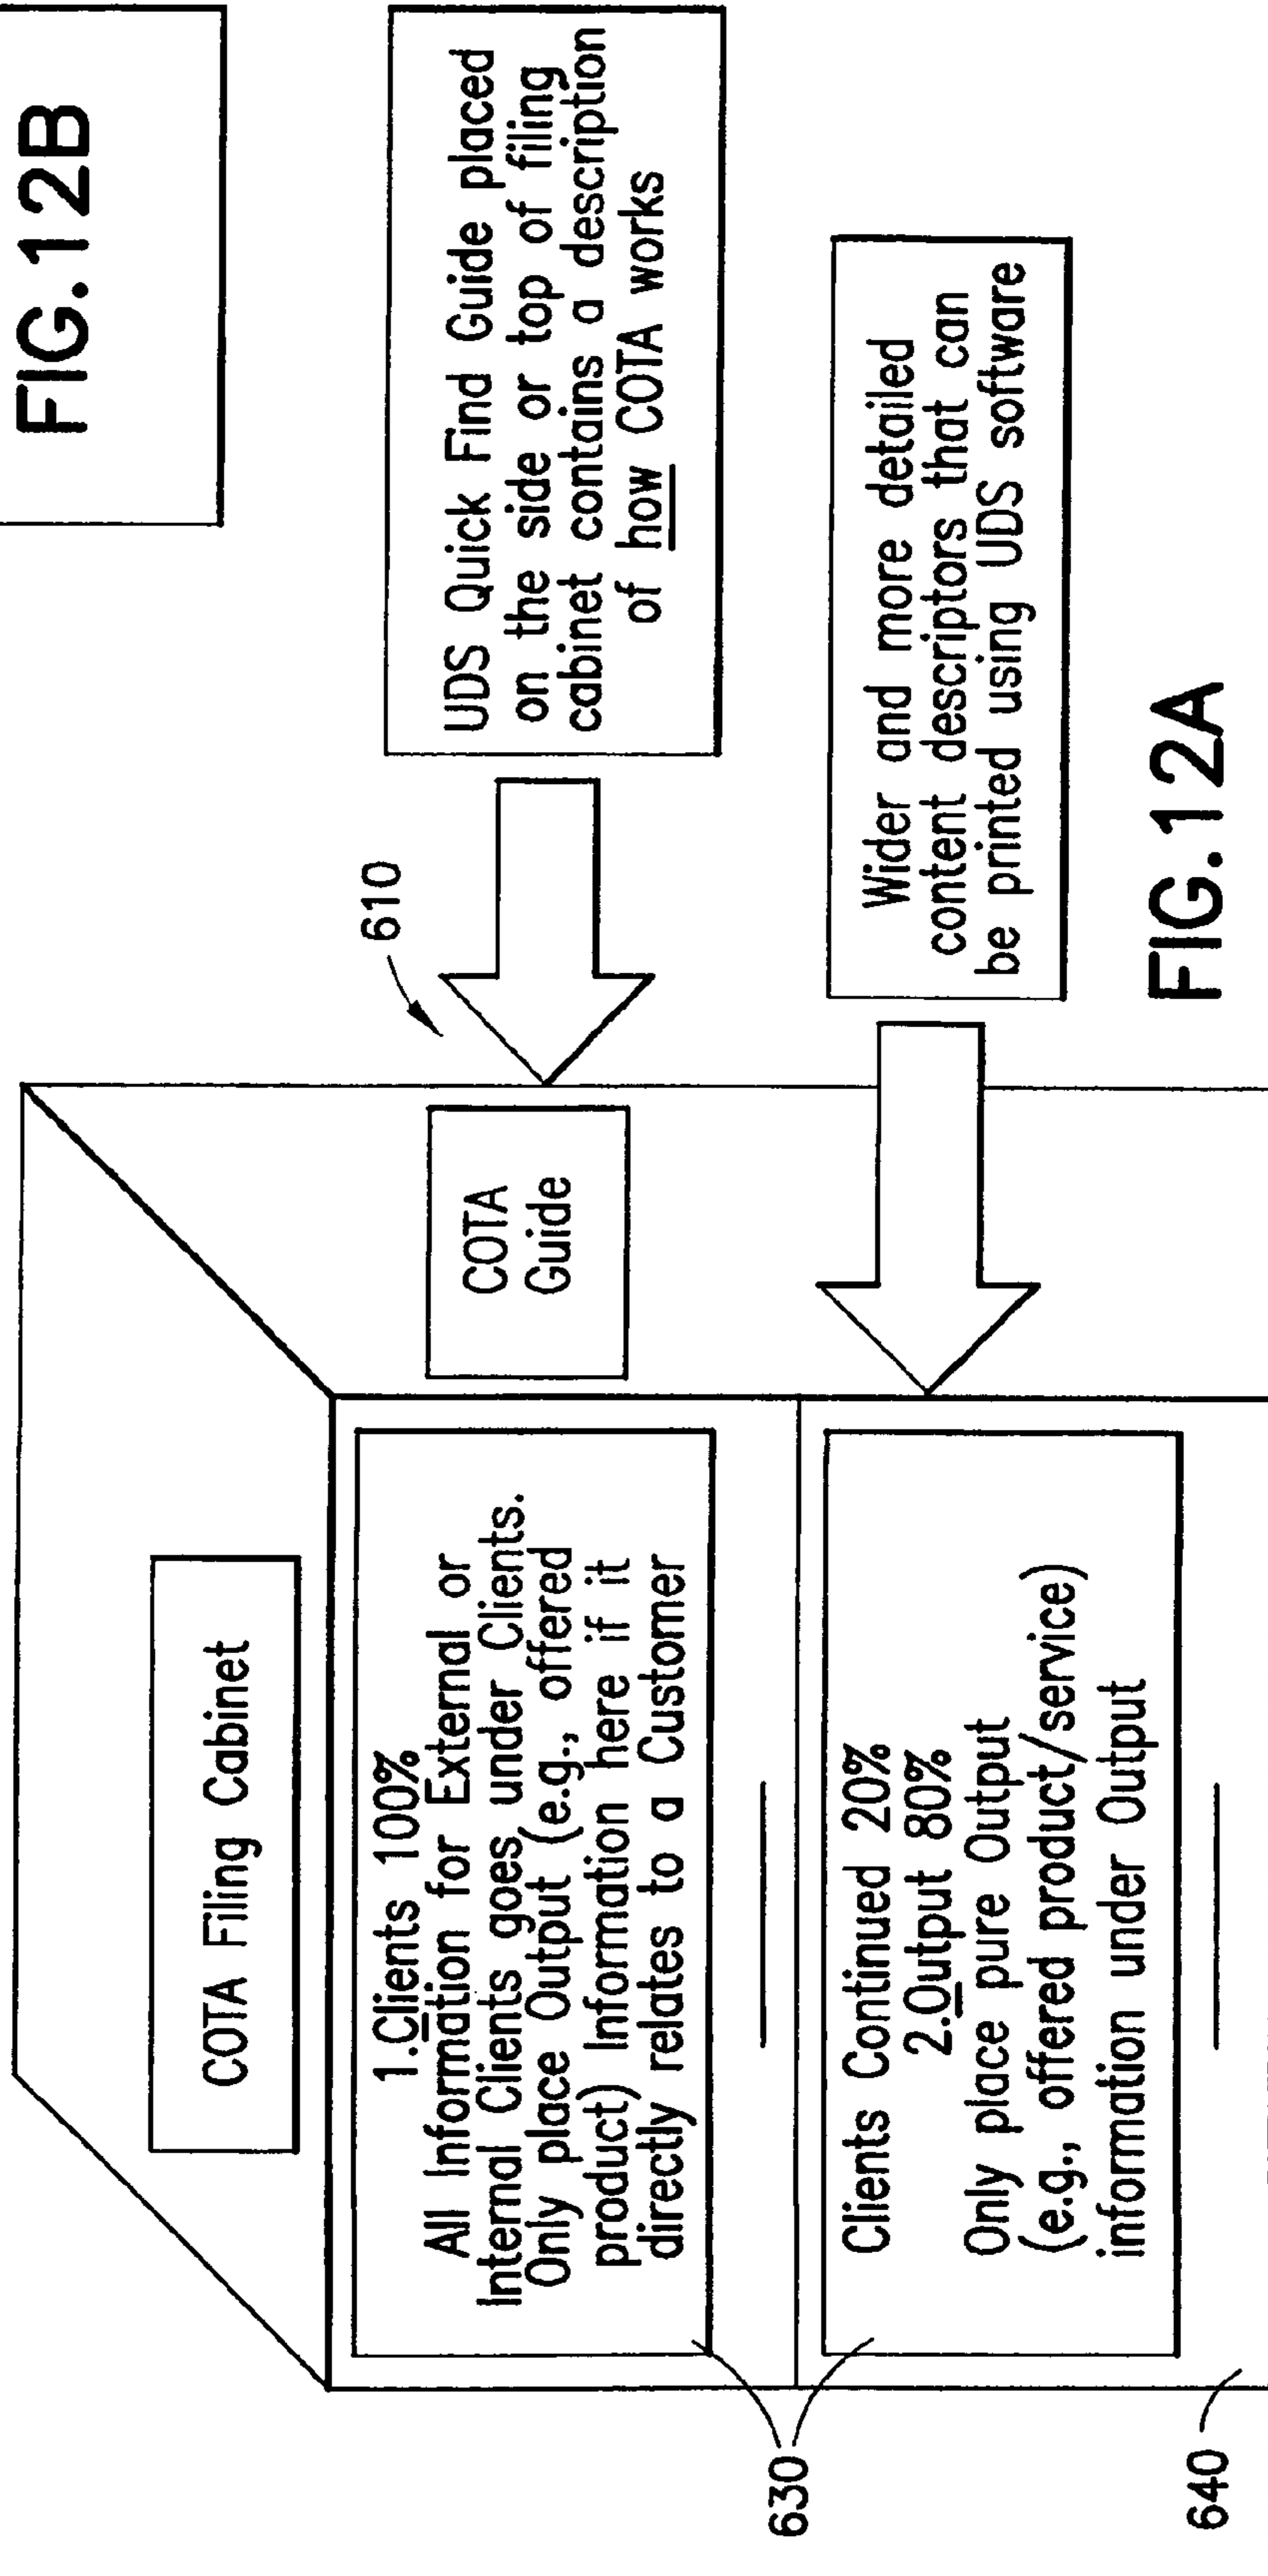 COTA Filing Cabinet
1.Clients 100%
All Information for External or
Internal Clients goes under Clients.
Only place Output (e.g., offered
product) Information here if it
directly relates to a Customer
Clients Continued 20%
2.Output 80%
Only place pure Output
(e.g., offered product/service)
information under Output
630
640
COTA
Guide
610
UDS Quick Find Guide placed
on the side or top of filing
cabinet contains a description
of how COTA works
Wider and more detailed
content descriptors that can
be printed using UDS software
FIG.12A
FIG.12B